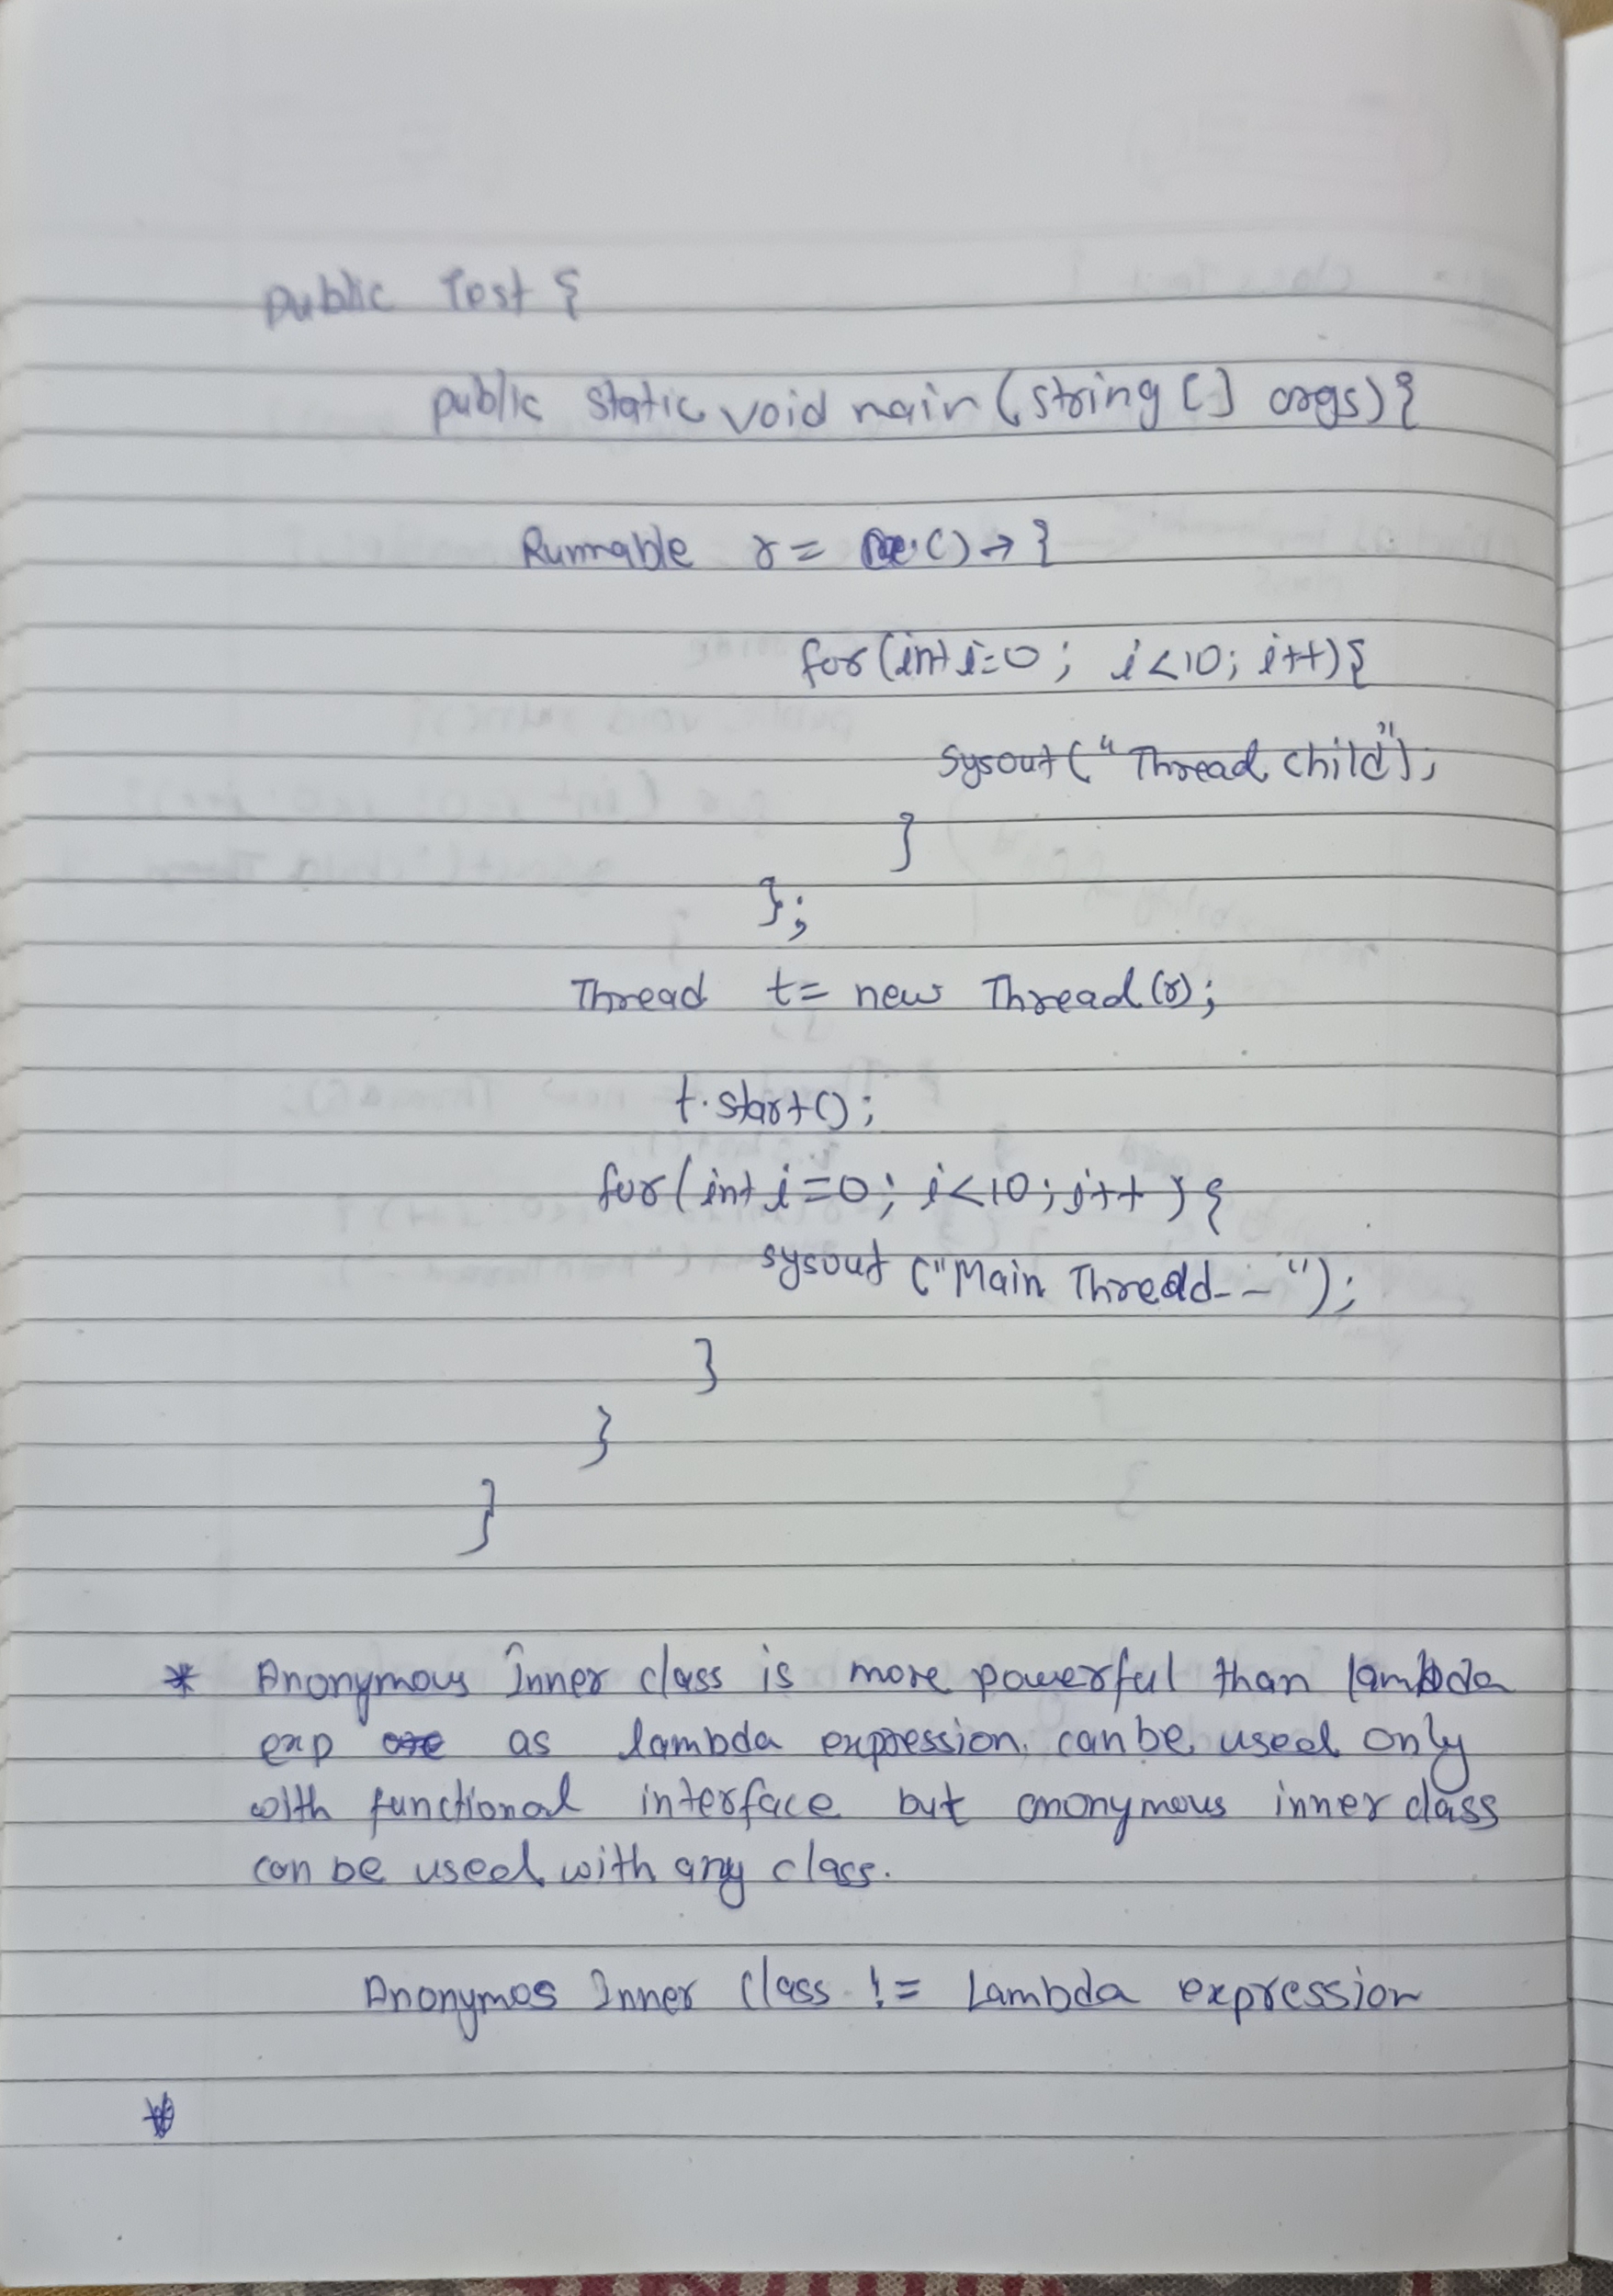 public Test {
public static void main (string [] args) {
Runnable r = () → {
for (int i=0 ; i<10; i++) {
sysout ( "Thread child");
}
};
Thread t = new Thread (r);
t.start();
for (int i=0; i<10; i++) {
sysout ("Main Thread-- ");
}
}
}
* Anonymous Inner class is more powerful than lambda
exp as lambda expression can be used only
with functional interface but anonymous inner class
can be used with any class.
Anonymos Inner Class != Lambda expression